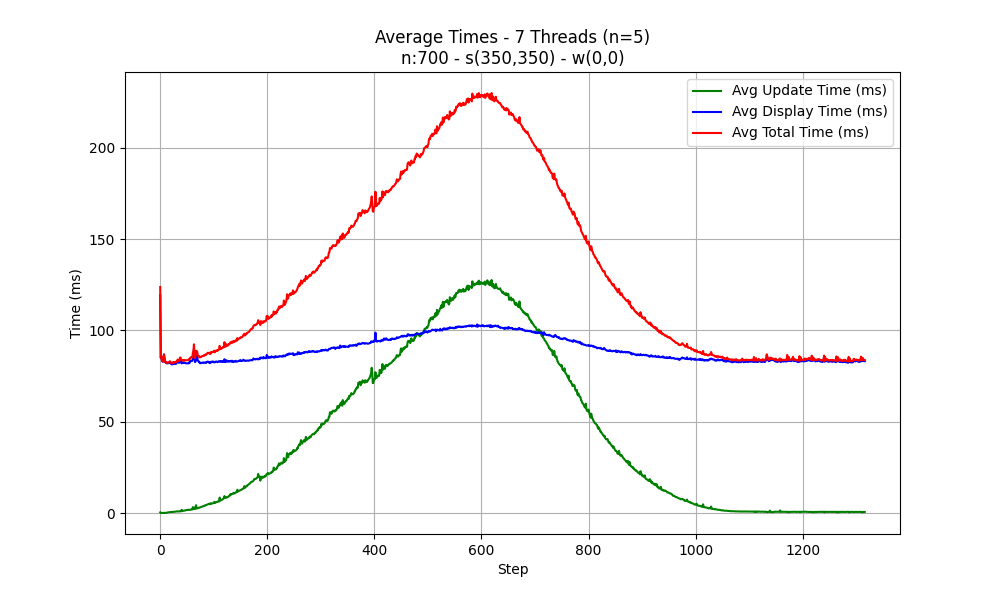 Average Times - 7 Threads (n=5)
n:700 - s(350,350) - w(0,0)
Avg Update Time (ms)
Avg Display Time (ms)
Avg Total Time (ms)
Time (ms)
200
150
100
50
0
0 200 400 600 800 1000 1200
Step